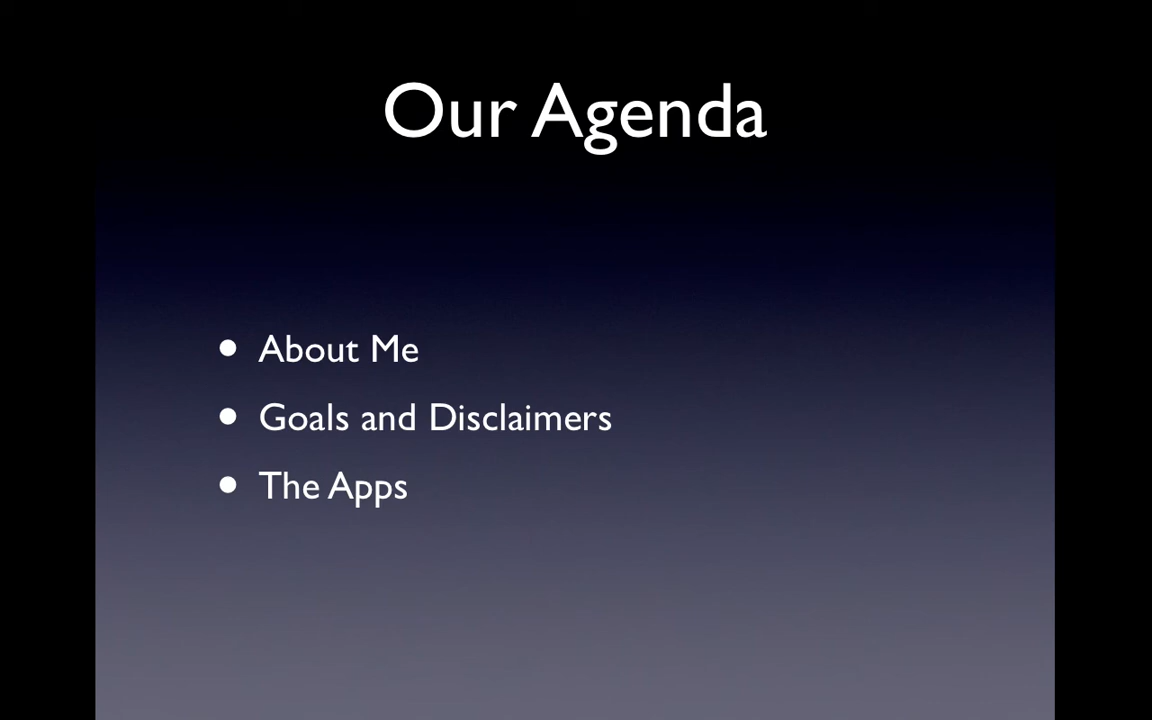 Our Agenda
• About Me
• Goals and Disclaimers
• The Apps